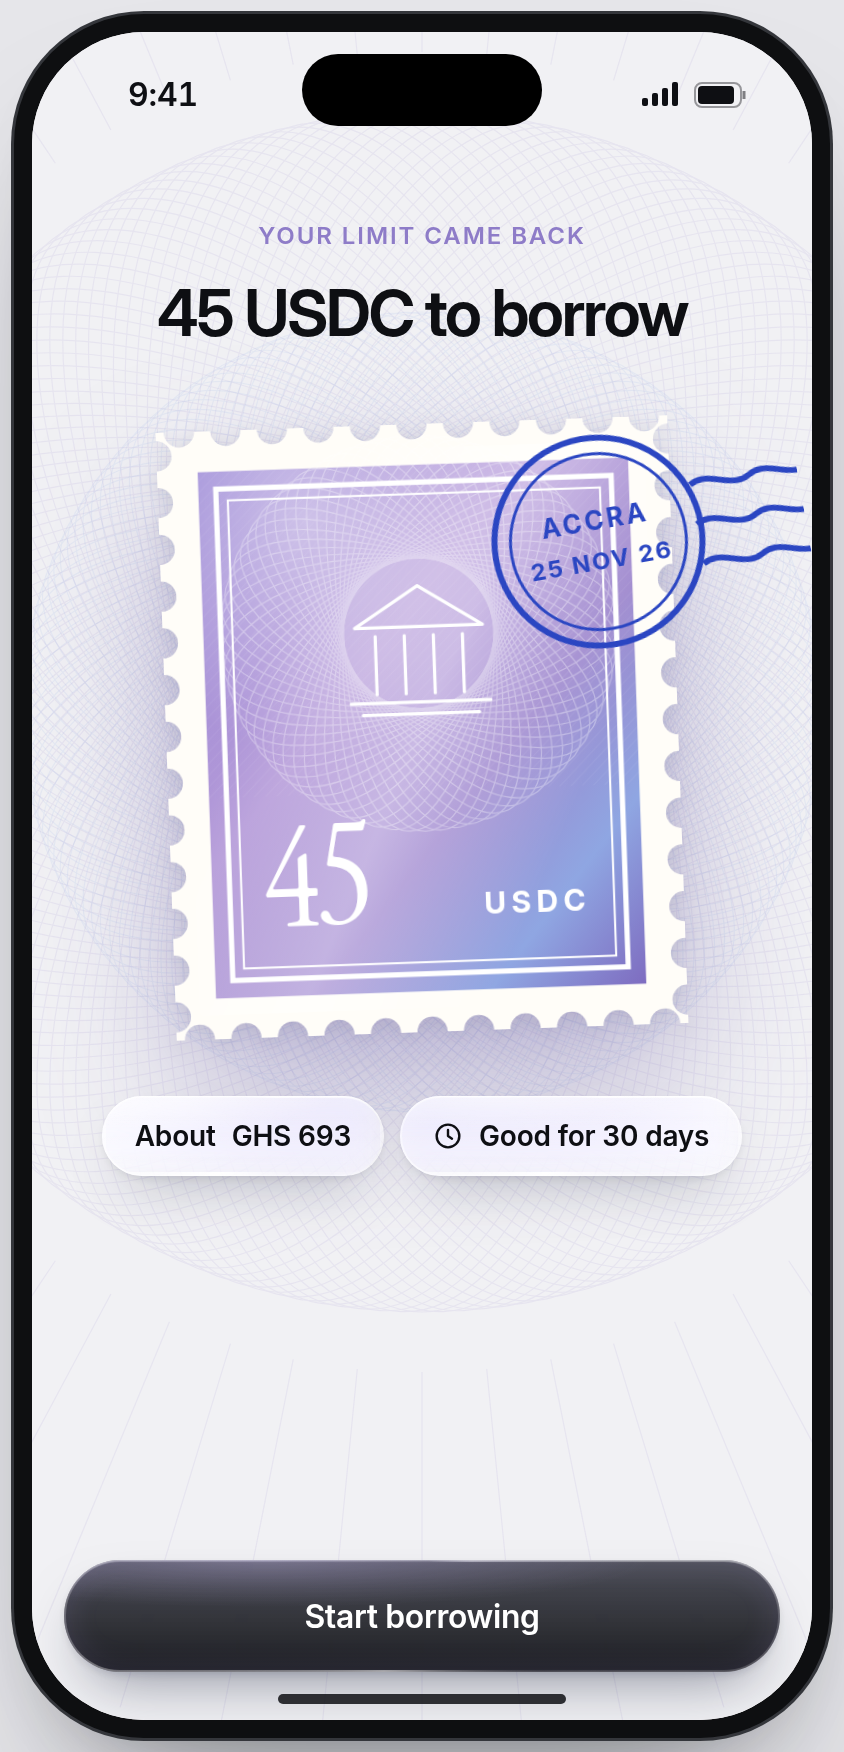 9:41
YOUR LIMIT CAME BACK
45 USDC to borrow
ACCRA
25 NOV 26
45
USDC
About GHS 693
Good for 30 days
Start borrowing